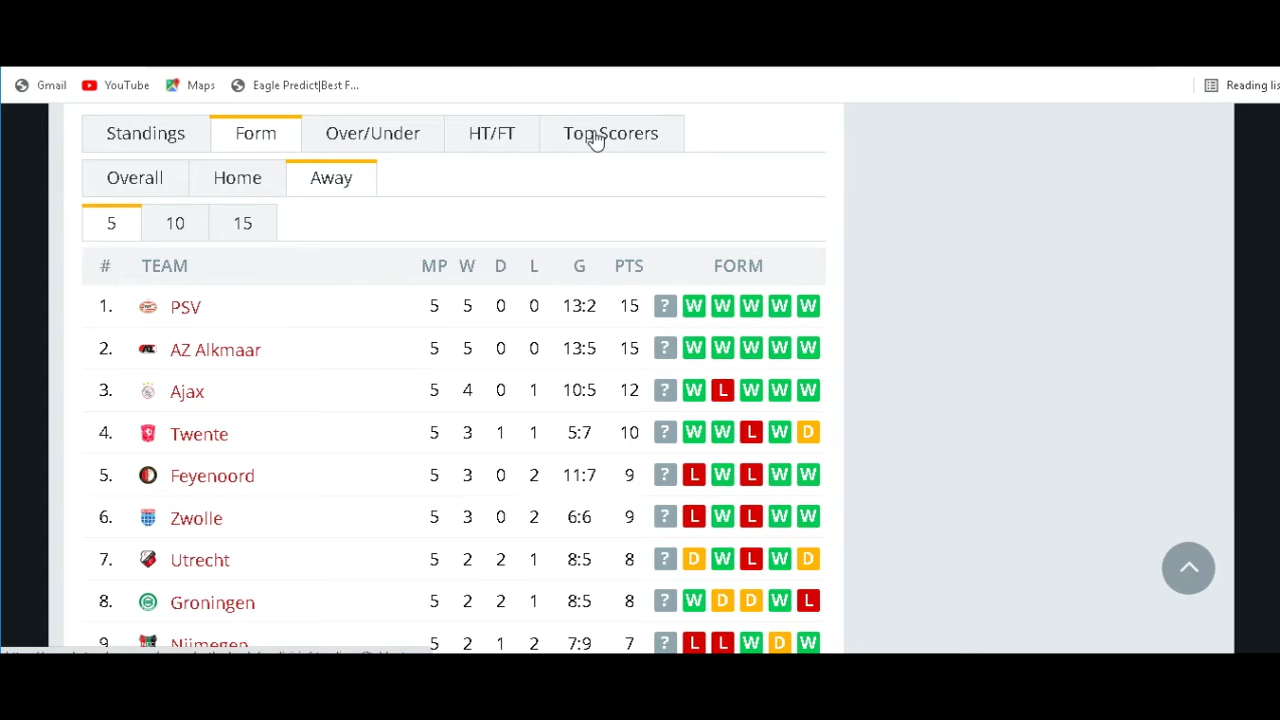 Gmail YouTube Maps Eagle Predict|Best F... Reading lis
Standings Form Over/Under HT/FT Top Scorers
Overall Home Away
5 10 15
# TEAM MP W D L G PTS FORM
1. PSV 5 5 0 0 13:2 15 ? W W W W W
2. AZ Alkmaar 5 5 0 0 13:5 15 ? W W W W W
3. Ajax 5 4 0 1 10:5 12 ? W L W W W
4. Twente 5 3 1 1 5:7 10 ? W W L W D
5. Feyenoord 5 3 0 2 11:7 9 ? L W L W W
6. Zwolle 5 3 0 2 6:6 9 ? L W L W W
7. Utrecht 5 2 2 1 8:5 8 ? D W L W D
8. Groningen 5 2 2 1 8:5 8 ? W D D W L
9. Nijmegen 5 2 1 2 7:9 7 ? L L W D W